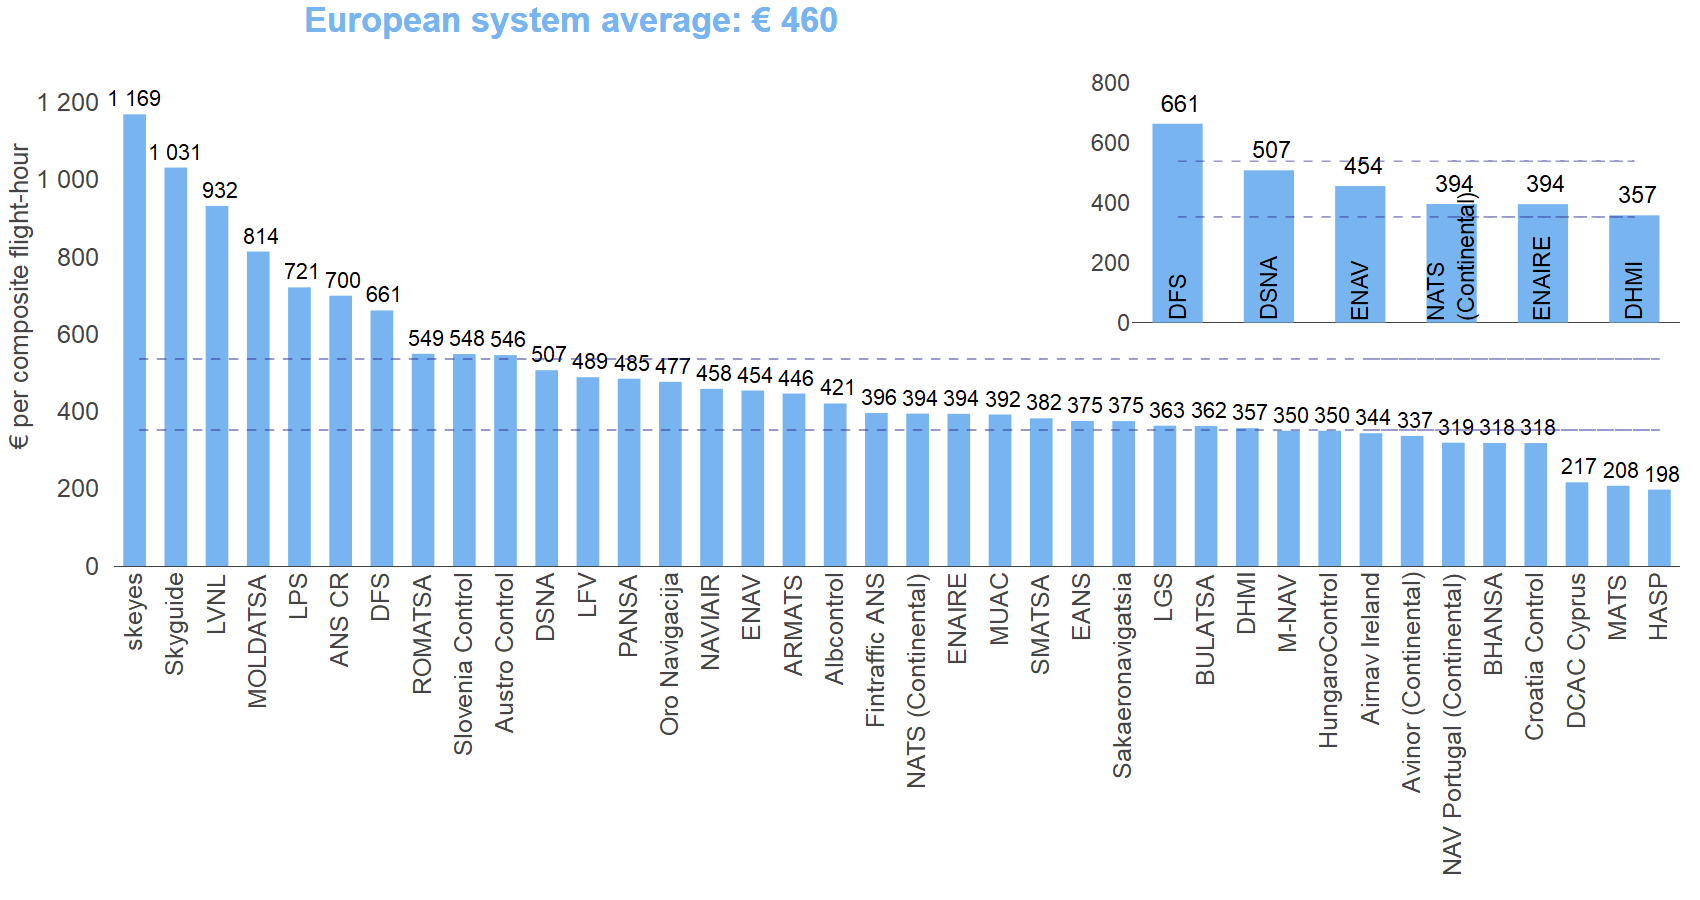 European system average: € 460
€ per composite flight-hour
1 200
1 000
800
600
400
200
0
1 169
1 031
932
814
721
700
661
549
548
546
507
489
485
477
458
454
446
421
396
394
394
392
382
375
375
363
362
357
350
350
344
337
319
318
318
217
208
198
skeyes
Skyguide
LVNL
MOLDATSA
LPS
ANS CR
DFS
ROMATSA
Slovenia Control
Austro Control
DSNA
LFV
PANSA
Oro Navigacija
NAVIAIR
ENAV
ARMATS
Albcontrol
Fintraffic ANS
NATS (Continental)
ENAIRE
MUAC
SMATSA
EANS
Sakaeronavigatsia
LGS
BULATSA
DHMI
M-NAV
HungaroControl
Airnav Ireland
Avinor (Continental)
NAV Portugal (Continental)
BHANSA
Croatia Control
DCAC Cyprus
MATS
HASP
800
600
400
200
0
661
507
454
394
394
357
DFS
DSNA
ENAV
NATS
(Continental)
ENAIRE
DHMI